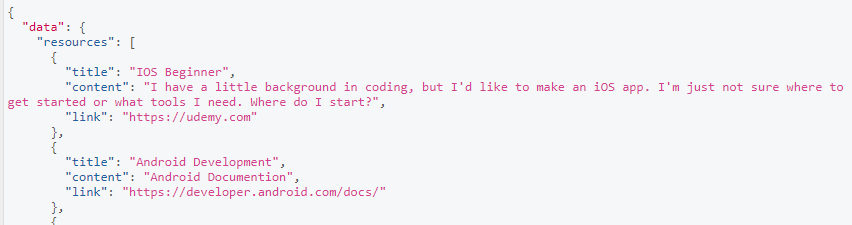 {
"data": {
"resources": [
{
"title": "IOS Beginner",
"content": "I have a little background in coding, but I'd like to make an iOS app. I'm just not sure where to
get started or what tools I need. Where do I start?",
"link": "https://udemy.com"
},
{
"title": "Android Development",
"content": "Android Documention",
"link": "https://developer.android.com/docs/"
},
{